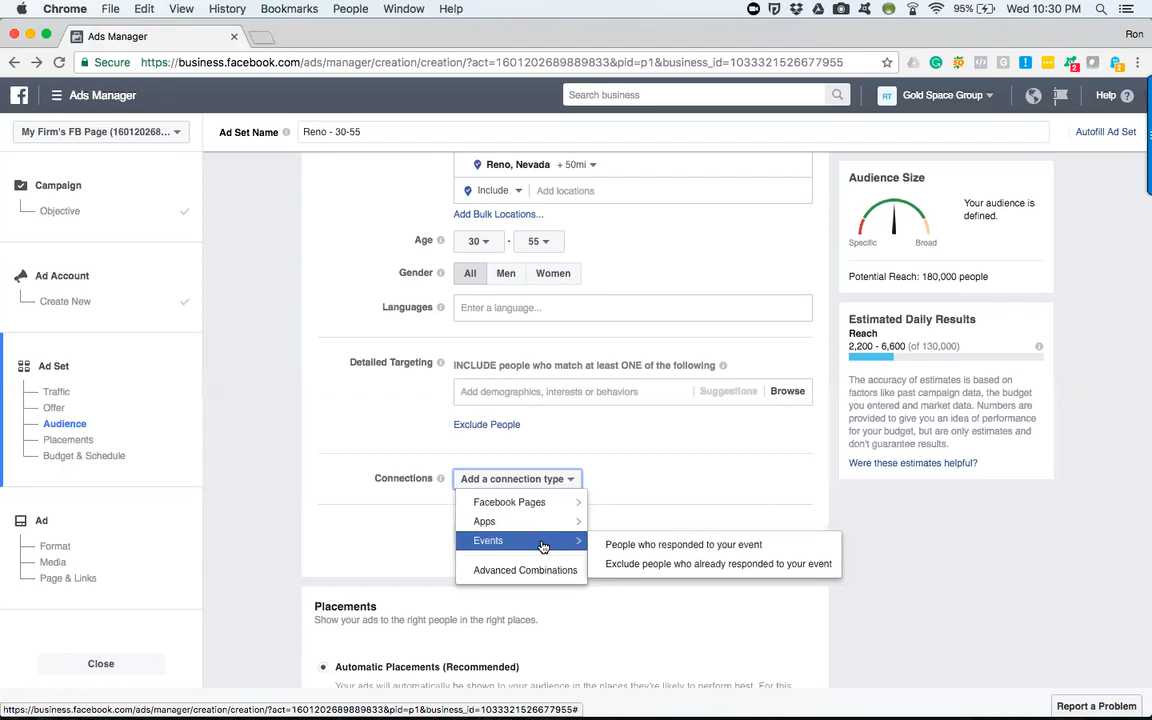 Chrome File Edit View History Bookmarks People Window Help 95% Wed 10:30 PM
Ads Manager Ron
Secure https://business.facebook.com/ads/manager/creation/creation/?act=1601202689889833&pid=p1&business_id=1033321526677955
Ads Manager Search business RT Gold Space Group Help ?
My Firm's FB Page (160120268... Ad Set Name Reno - 30-55 Autofill Ad Set
Campaign
Objective
Ad Account
Create New
Ad Set
Traffic
Offer
Audience
Placements
Budget & Schedule
Ad
Format
Media
Page & Links
Close
Reno, Nevada + 50mi
Include Add locations
Add Bulk Locations...
Age 30 - 55
Gender All Men Women
Languages Enter a language...
Detailed Targeting INCLUDE people who match at least ONE of the following
Add demographics, interests or behaviors Suggestions Browse
Exclude People
Connections Add a connection type
Facebook Pages
Apps
Events
Advanced Combinations
People who responded to your event
Exclude people who already responded to your event
Placements
Show your ads to the right people in the right places.
Automatic Placements (Recommended)
Your ads will automatically be shown to your audience in the places they're likely to perform best. For this
Audience Size
Your audience is
defined.
Specific Broad
Potential Reach: 180,000 people
Estimated Daily Results
Reach
2,200 - 6,600 (of 130,000)
The accuracy of estimates is based on
factors like past campaign data, the budget
you entered and market data. Numbers are
provided to give you an idea of performance
for your budget, but are only estimates and
don't guarantee results.
Were these estimates helpful?
https://business.facebook.com/ads/manager/creation/creation/?act=1601202689889833&pid=p1&business_id=1033321526677955#
Report a Problem